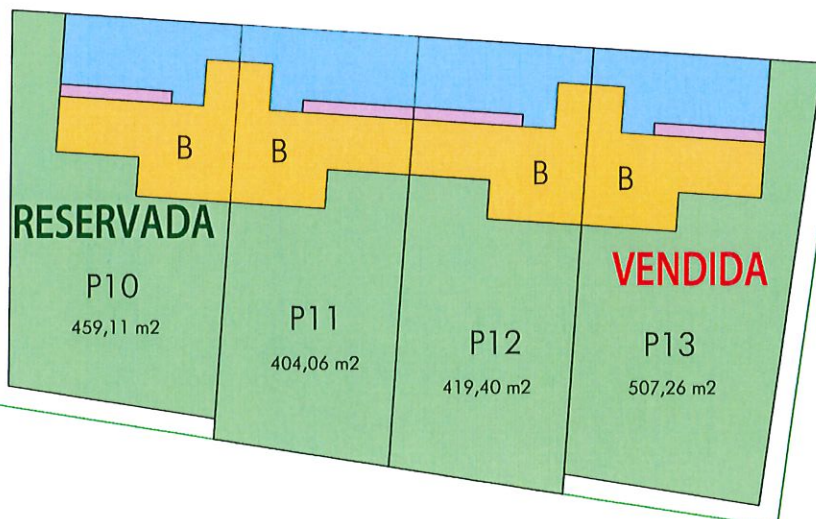 B
B
B
B
RESERVADA
P10
459,11 m2
P11
404,06 m2
P12
419,40 m2
VENDIDA
P13
507,26 m2